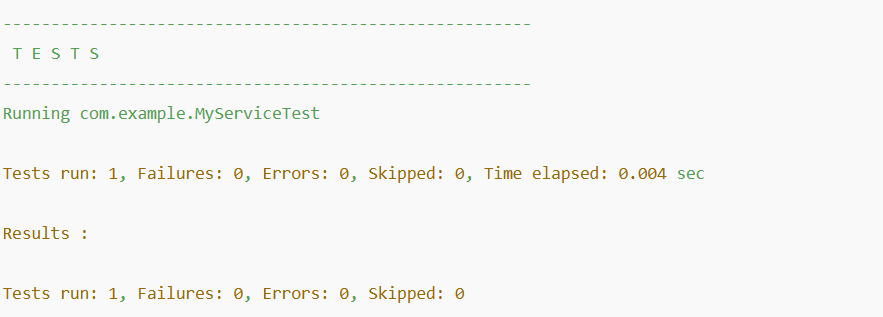 -------------------------------------------------------
T E S T S
-------------------------------------------------------
Running com.example.MyServiceTest
Tests run: 1, Failures: 0, Errors: 0, Skipped: 0, Time elapsed: 0.004 sec
Results :
Tests run: 1, Failures: 0, Errors: 0, Skipped: 0